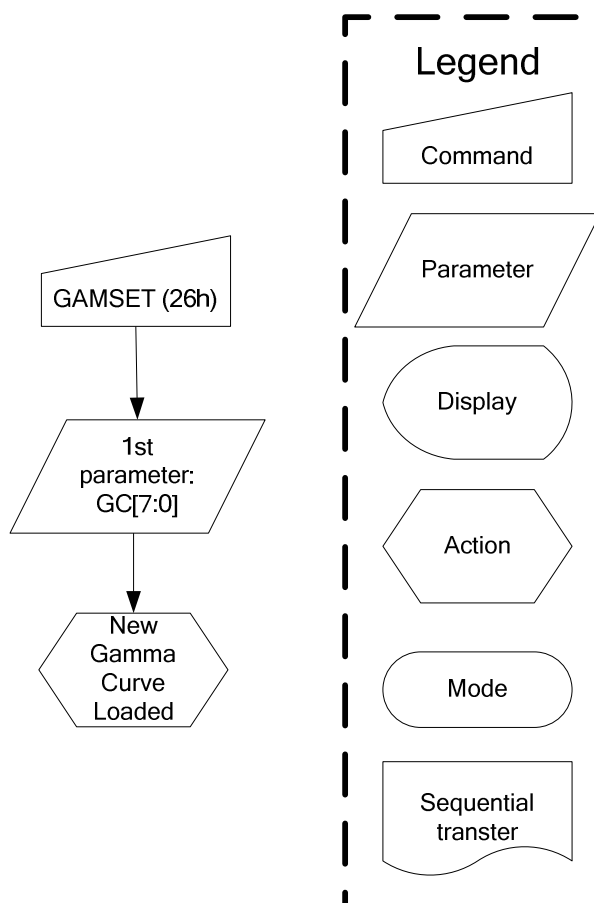 GAMSET (26h)
1st
parameter:
GC[7:0]
New
Gamma
Curve
Loaded
Legend
Command
Parameter
Display
Action
Mode
Sequential
transter